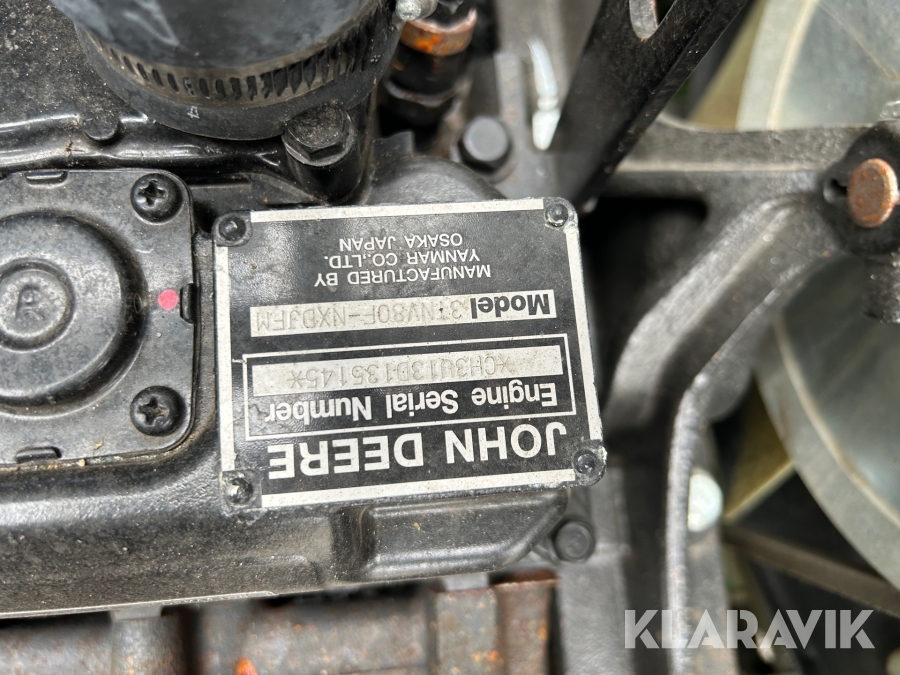 JOHN DEERE
Engine Serial Number
*CH3U13D135145*
Model 3TNV80F-NXDJFM
MANUFACTURED BY
YANMAR CO.,LTD.
OSAKA JAPAN
KLARAVIK